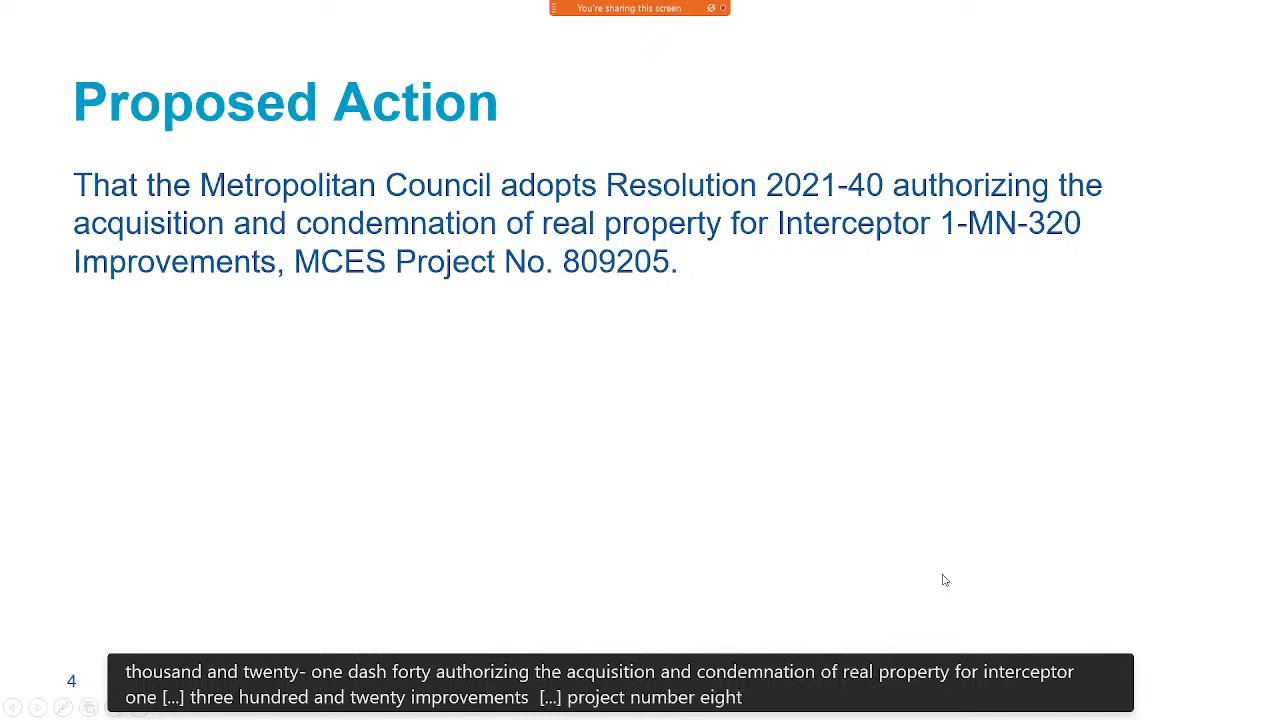 You're sharing this screen
Proposed Action
That the Metropolitan Council adopts Resolution 2021-40 authorizing the
acquisition and condemnation of real property for Interceptor 1-MN-320
Improvements, MCES Project No. 809205.
4
thousand and twenty- one dash forty authorizing the acquisition and condemnation of real property for interceptor
one [...] three hundred and twenty improvements  [...] project number eight